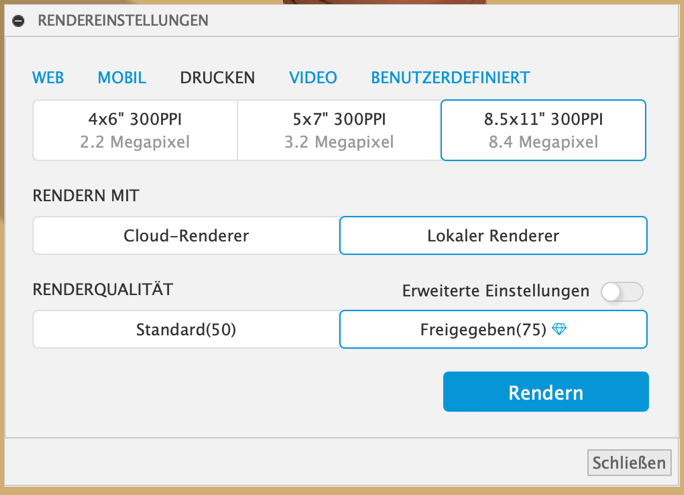 RENDEREINSTELLUNGEN
WEB MOBIL DRUCKEN VIDEO BENUTZERDEFINIERT
4x6" 300PPI 5x7" 300PPI 8.5x11" 300PPI
2.2 Megapixel 3.2 Megapixel 8.4 Megapixel
RENDERN MIT
Cloud-Renderer Lokaler Renderer
RENDERQUALITÄT Erweiterte Einstellungen
Standard(50) Freigegeben(75)
Rendern
Schließen